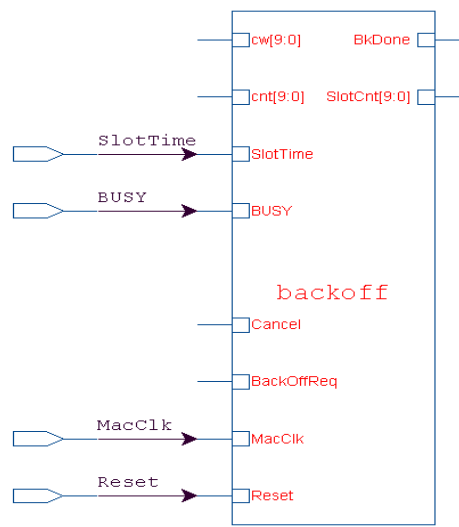 cw[9:0] BkDone
cnt[9:0] SlotCnt[9:0]
SlotTime
SlotTime
BUSY
BUSY
backoff
Cancel
BackOffReq
MacClk
MacClk
Reset
Reset